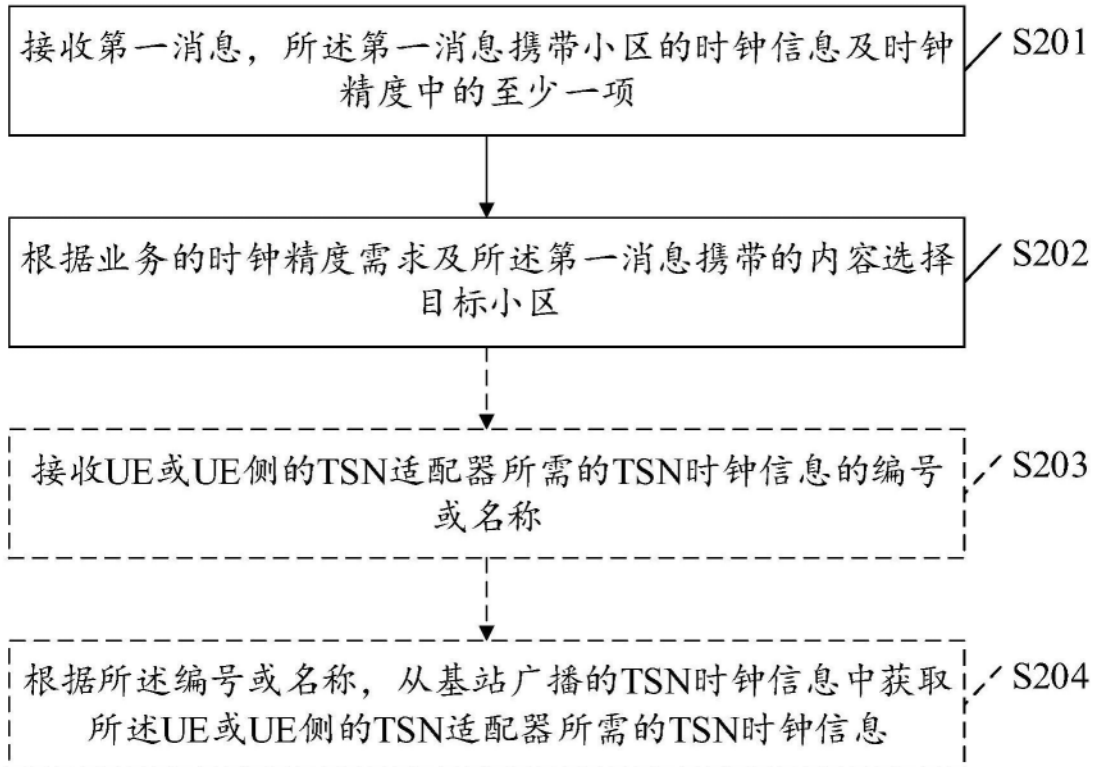 接收第一消息，所述第一消息携带小区的时钟信息及时钟
精度中的至少一项
S201
根据业务的时钟精度需求及所述第一消息携带的内容选择
目标小区
S202
接收UE或UE侧的TSN适配器所需的TSN时钟信息的编号
或名称
S203
根据所述编号或名称，从基站广播的TSN时钟信息中获取
所述UE或UE侧的TSN适配器所需的TSN时钟信息
S204